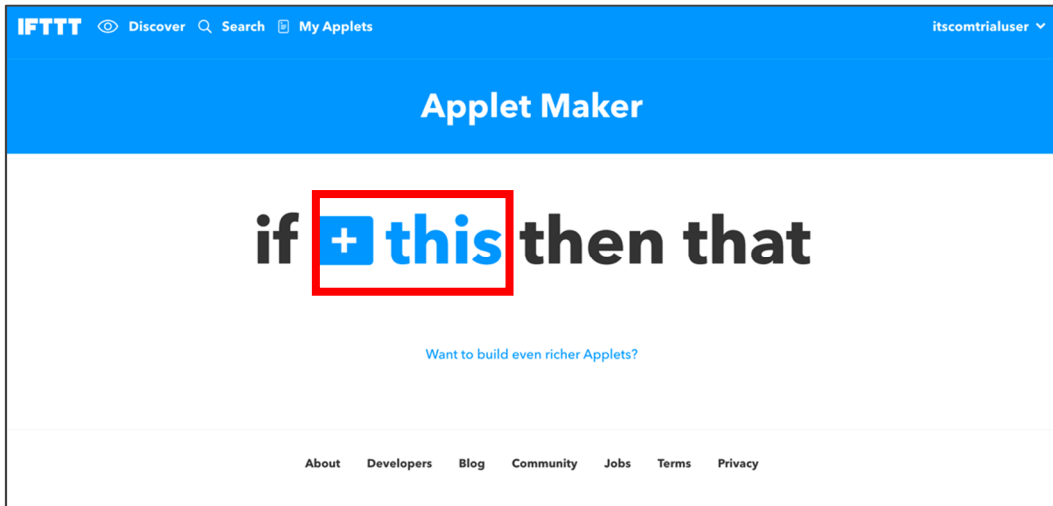 IFTTT Discover Search My Applets itscomtrialuser
Applet Maker
if + this then that
Want to build even richer Applets?
About Developers Blog Community Jobs Terms Privacy